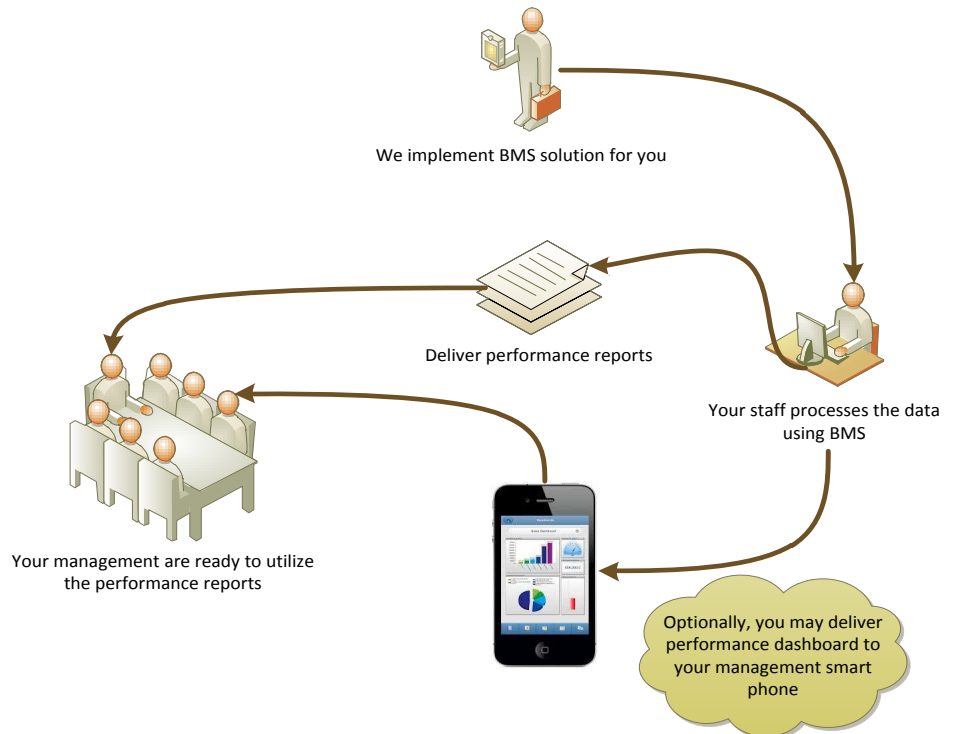 We implement BMS solution for you
Deliver performance reports
Your staff processes the data
using BMS
Your management are ready to utilize
the performance reports
Optionally, you may deliver
performance dashboard to
your management smart
phone